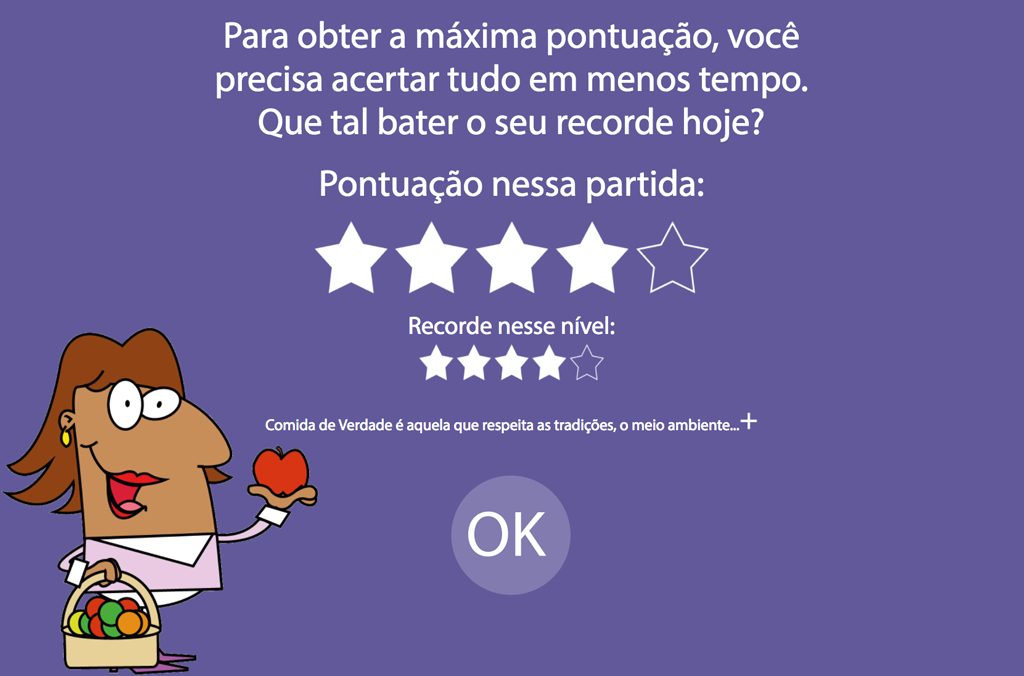 Para obter a máxima pontuação, você
precisa acertar tudo em menos tempo.
Que tal bater o seu recorde hoje?
Pontuação nessa partida:
Recorde nesse nível:
Comida de Verdade é aquela que respeita as tradições, o meio ambiente...+
OK